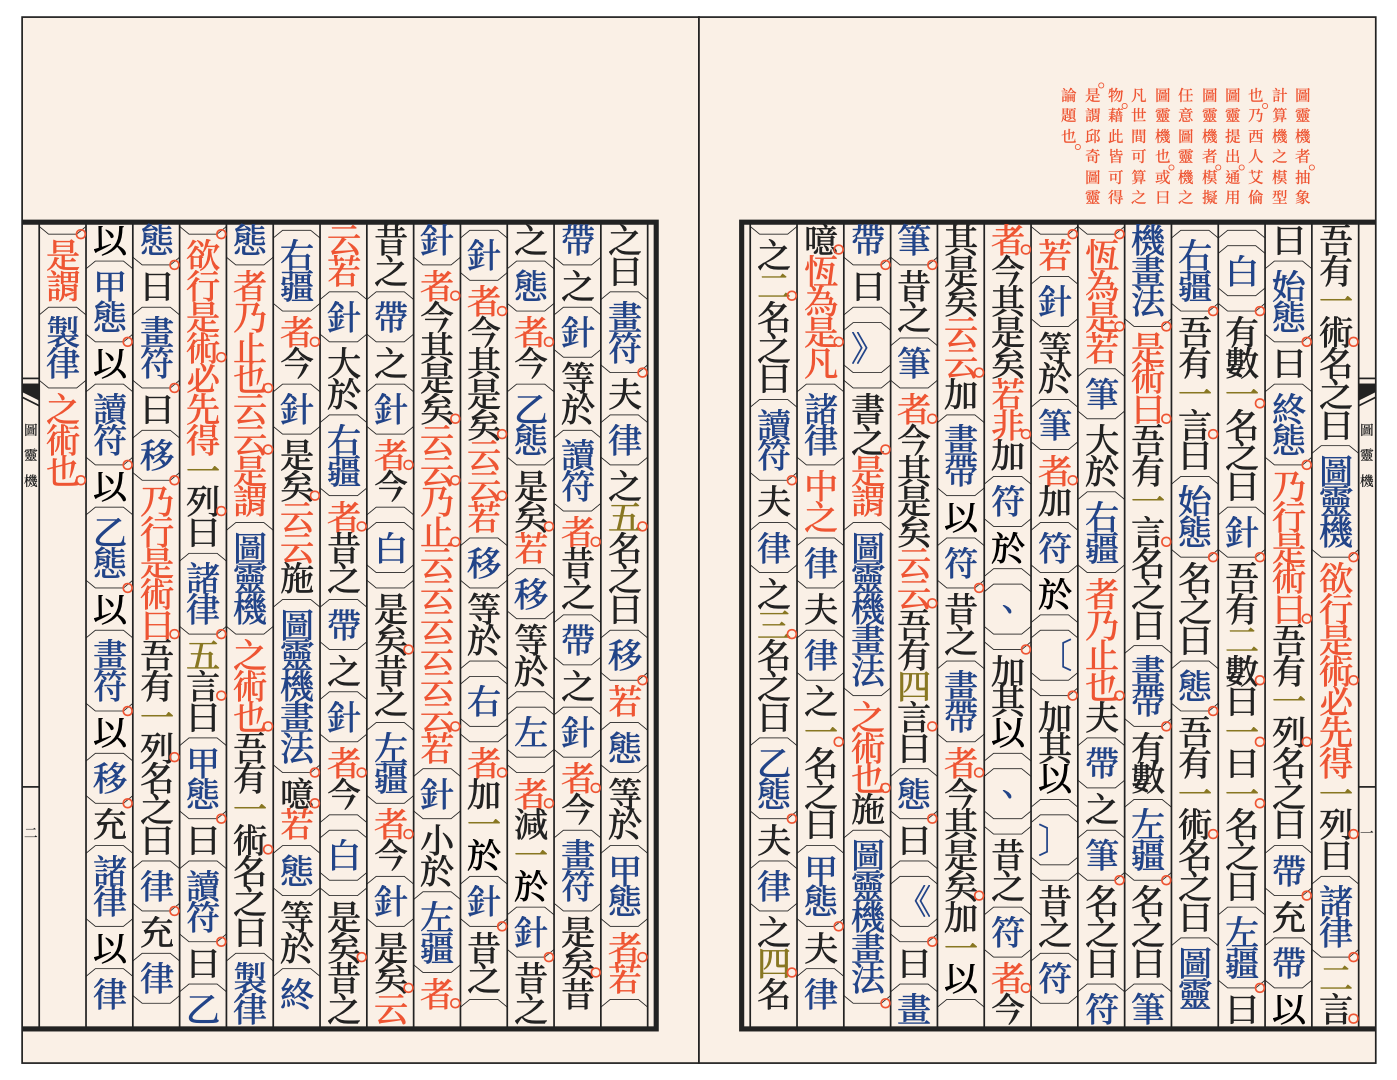 圖靈機者。抽象
計算機之模型
也。乃西人艾倫
圖靈提出。通用
圖靈機者。模擬
任意圖靈機之
圖靈機也。或曰
凡世間可算之
物。藉此皆可得
。是謂邱奇圖靈
論題也。
圖靈機
一
吾有一術。名之曰圖靈機。欲行是術。必先得一列。曰諸律。二言。
曰始態。曰終態。乃行是術曰。吾有一列。名之曰帶。充帶以
白。有數一。名之曰針。吾有二數。曰一。曰一。名之曰左疆。曰
右疆。吾有一言。曰始態。名之曰態。吾有一術。名之曰圖靈
機畫法。是術曰。吾有一言。名之曰畫帶。有數左疆。名之曰筆
。恆為是。若筆大於右疆者乃止也。夫帶之筆。名之曰符
。若針等於筆者。加符於〔。加其以〕。昔之符
者。今其是矣。若非。加符於、。加其以、。昔之符者。今
其是矣。云云。加畫帶以符。昔之畫帶者。今其是矣。加一以
筆。昔之筆者。今其是矣。云云。吾有四言。曰態。曰《。曰畫
帶。曰》。書之。是謂圖靈機畫法之術也。施圖靈機畫法。
噫。恆為是。凡諸律中之律。夫律之一。名之曰甲態。夫律
之二。名之曰讀符。夫律之三。名之曰乙態。夫律之四。名
之曰畫符。夫律之五。名之曰移。若態等於甲態者。若
帶之針等於讀符者。昔之帶之針者。今畫符是矣。昔
之態者。今乙態是矣。若移等於左者。減一於針。昔之
針者。今其是矣。云云。若移等於右者。加一於針。昔之
針者。今其是矣。云云。乃止。云云云云云云。若針小於左疆者。
昔之帶之針者。今白是矣。昔之左疆者。今針是矣。云
云若針大於右疆者。昔之帶之針者。今白是矣。昔之
右疆者。今針是矣。云云。施圖靈機畫法。噫。若態等於終
態者乃止也。云云。是謂圖靈機之術也。吾有一術。名之曰製律
。欲行是術。必先得一列。曰諸律。五言。曰甲態。曰讀符。曰乙
態。曰畫符。曰移。乃行是術曰。吾有一列。名之曰律。充律
以甲態。以讀符。以乙態。以畫符。以移。充諸律以律
。是謂製律之術也。
圖靈機
二